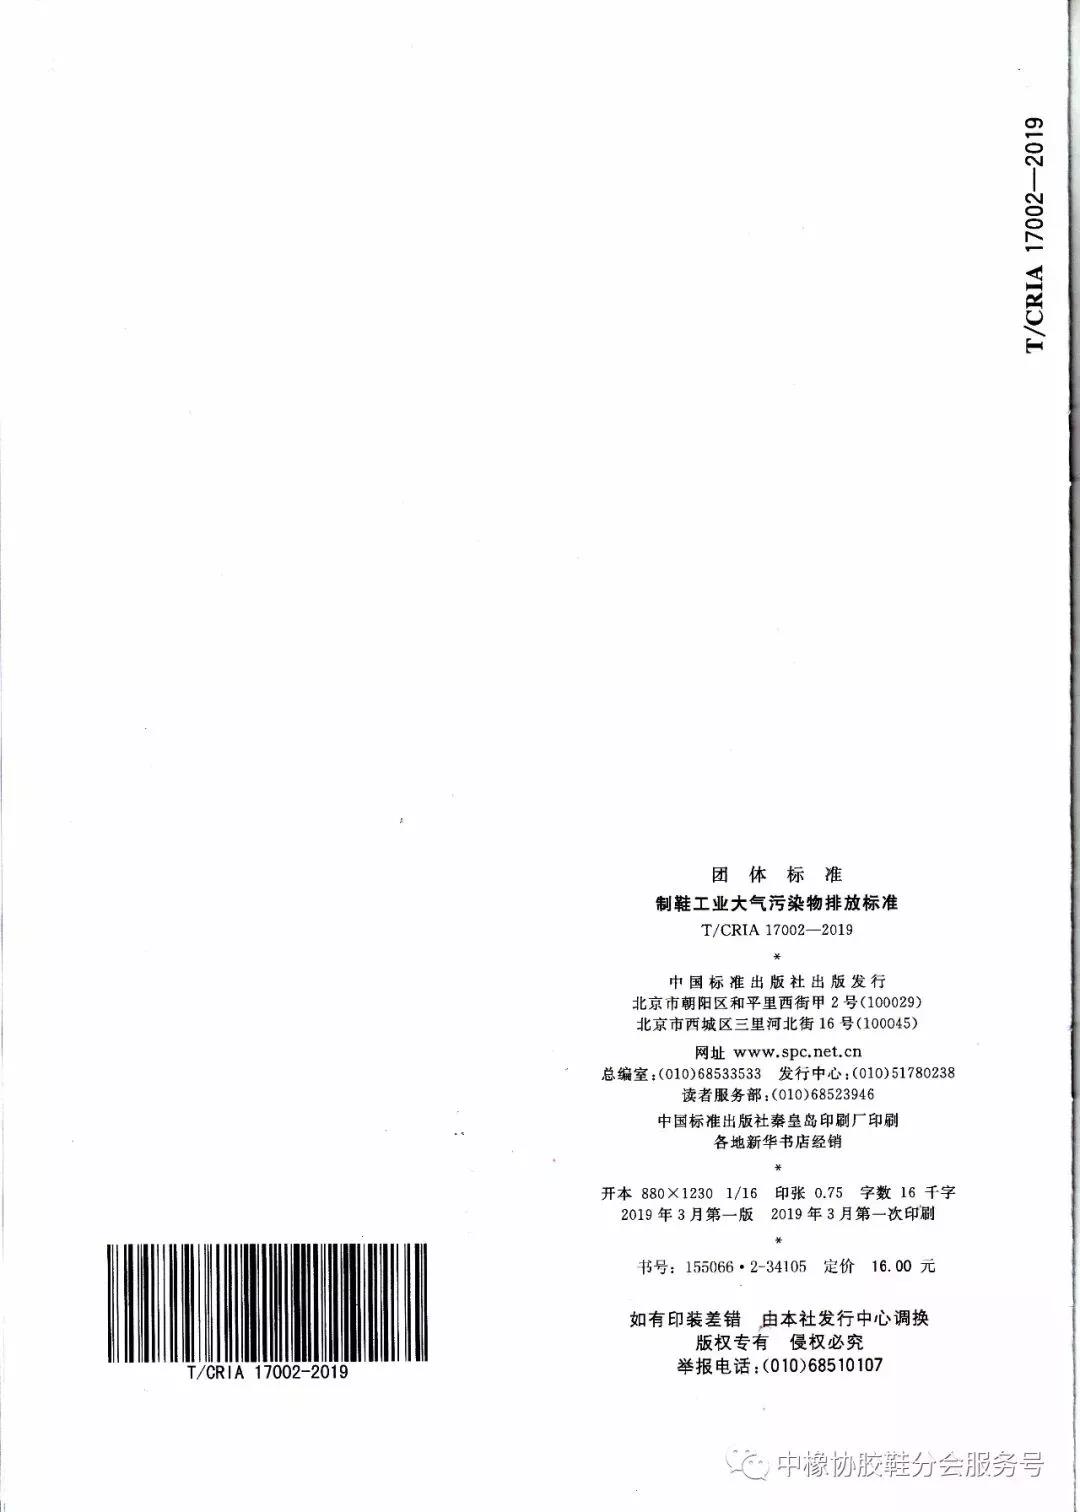 T/CRIA 17002—2019
团体标准
制鞋工业大气污染物排放标准
T/CRIA 17002—2019
*
中国标准出版社出版发行
北京市朝阳区和平里西街甲2号(100029)
北京市西城区三里河北街16号(100045)
网址 www.spc.net.cn
总编室:(010)68533533 发行中心:(010)51780238
读者服务部:(010)68523946
中国标准出版社秦皇岛印刷厂印刷
各地新华书店经销
*
开本 880×1230 1/16 印张 0.75 字数 16 千字
2019年3月第一版 2019年3月第一次印刷
*
书号: 155066·2-34105 定价 16.00 元
如有印装差错 由本社发行中心调换
版权专有 侵权必究
举报电话:(010)68510107
T/CRIA 17002-2019
中橡协胶鞋分会服务号